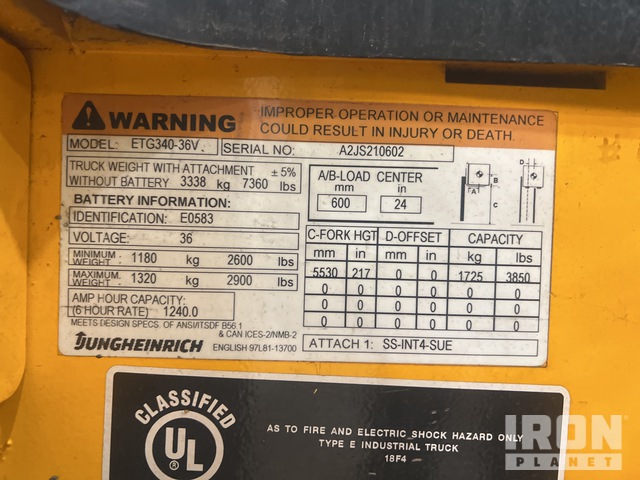 WARNING
IMPROPER OPERATION OR MAINTENANCE
COULD RESULT IN INJURY OR DEATH.
MODEL: ETG340-36V. SERIAL NO: A2JS210602
TRUCK WEIGHT WITH ATTACHMENT ± 5%
WITHOUT BATTERY 3338 kg 7360 lbs
BATTERY INFORMATION:
IDENTIFICATION: E0583
VOLTAGE: 36
MINIMUM WEIGHT 1180 kg 2600 lbs
MAXIMUM WEIGHT 1320 kg 2900 lbs
AMP HOUR CAPACITY:
(6 HOUR RATE) 1240.0
MEETS DESIGN SPECS. OF ANSI/ITSDF B56.1
& CAN ICES-2/NMB-2
JUNGHEINRICH ENGLISH 97L81-13700
A/B-LOAD CENTER
mm in
600 24
D
B
A
C
C-FORK HGT D-OFFSET CAPACITY
mm in mm in kg lbs
5530 217 0 0 1725 3850
0 0 0 0 0 0
0 0 0 0 0 0
0 0 0 0 0 0
ATTACH 1: SS-INT4-SUE
CLASSIFIED
UL ®
AS TO FIRE AND ELECTRIC SHOCK HAZARD ONLY
TYPE E INDUSTRIAL TRUCK
18F4
IRON
PLANET